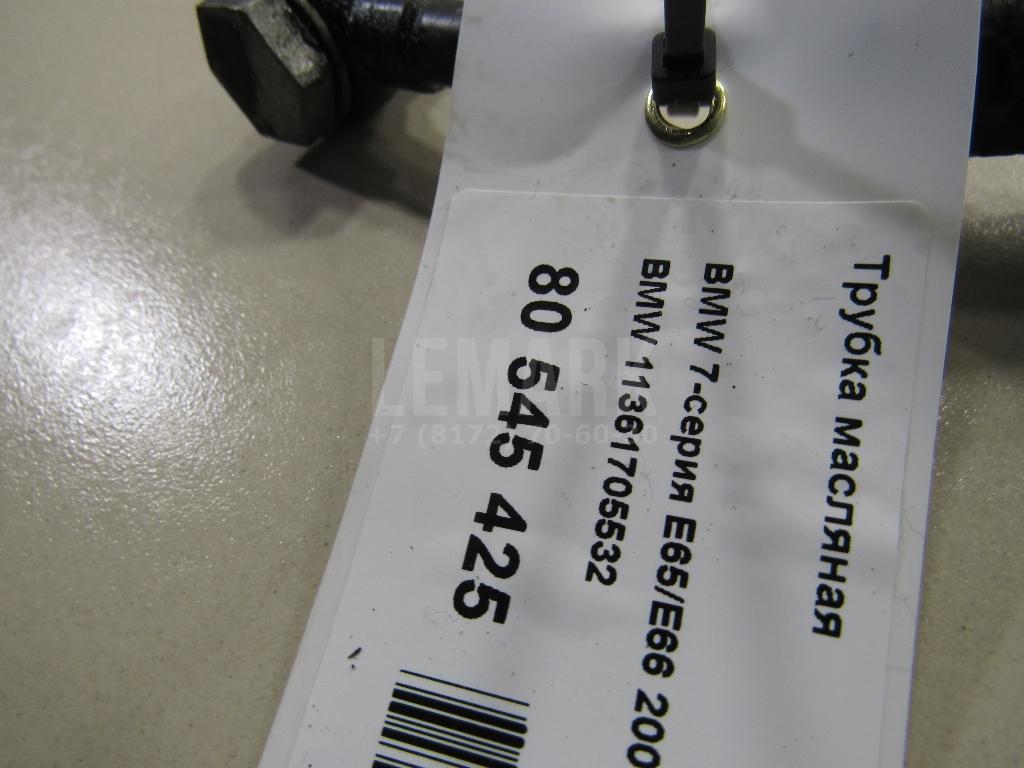 Трубка масляная
BMW 7-серия E65/E66 200
BMW 11361705532
80 545 425
LEMARK